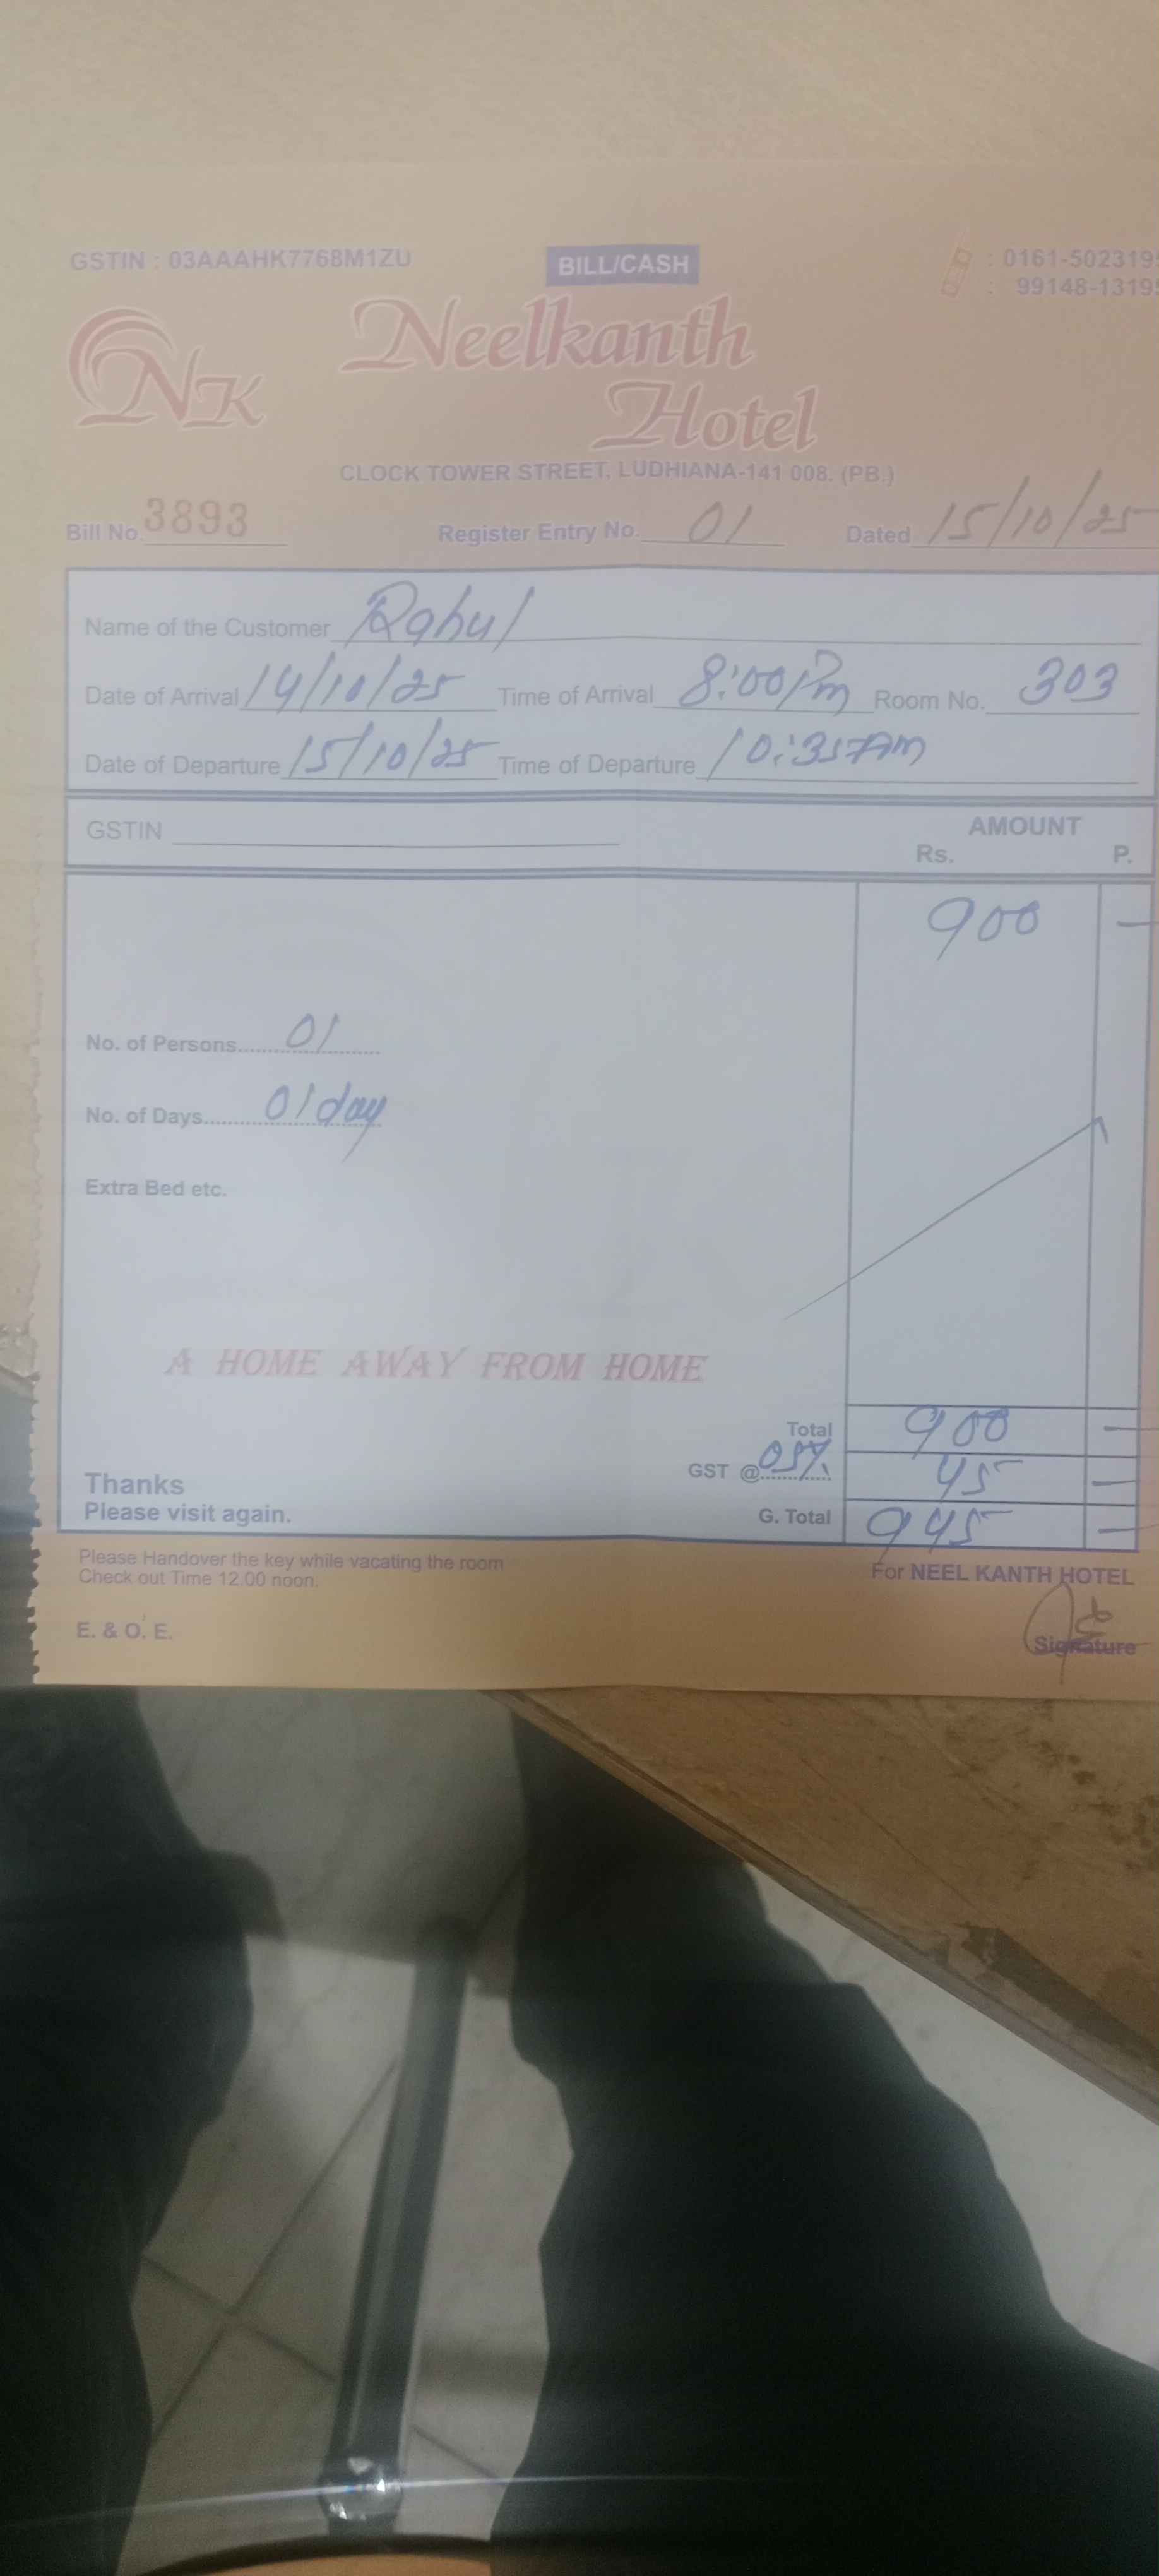 GSTIN : 03AAAHK7768M1ZU BILL/CASH : 0161-502319
: 99148-1319
NK Neelkanth
Hotel
CLOCK TOWER STREET, LUDHIANA-141 008. (PB.)
Bill No. 3893 Register Entry No. 01 Dated 15/10/25
Name of the Customer Rahul
Date of Arrival 14/10/25 Time of Arrival 8:00 Pm Room No. 303
Date of Departure 15/10/25 Time of Departure 10:35 AM
GSTIN AMOUNT
Rs. P.
900 —
No. of Persons 01
No. of Days 01 day
Extra Bed etc.
A HOME AWAY FROM HOME
Total 900 —
GST @ 05% 45 —
Thanks
Please visit again.
G. Total 945 —
Please Handover the key while vacating the room
Check out Time 12.00 noon.
For NEEL KANTH HOTEL
E. & O. E.
Signature